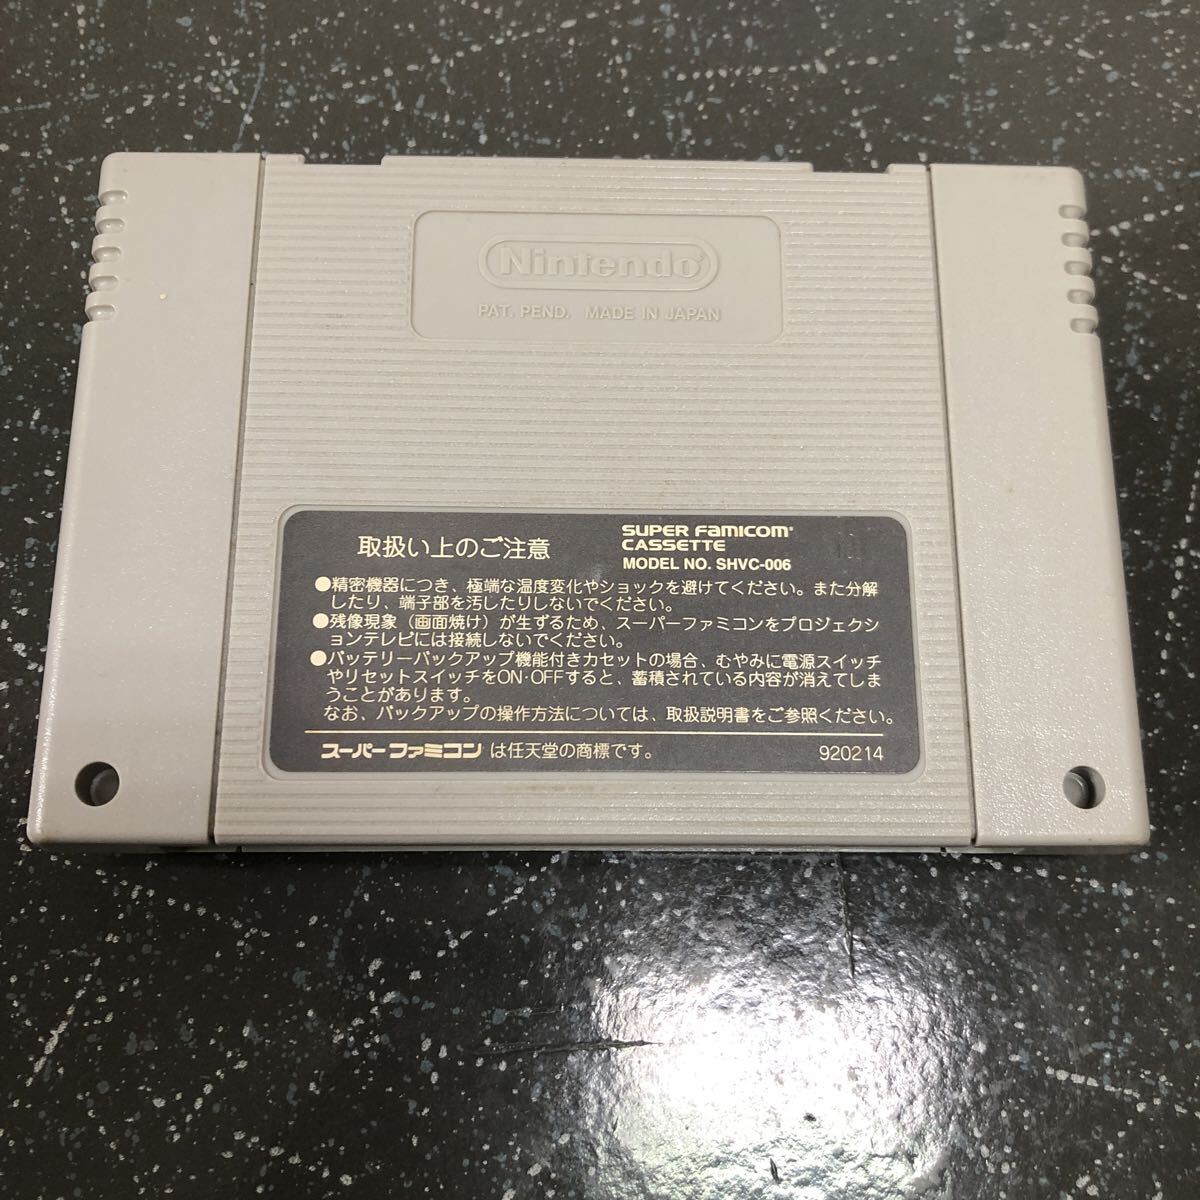 Nintendo
PAT. PEND. MADE IN JAPAN
取扱い上のご注意
SUPER FAMICOM
CASSETTE
MODEL NO. SHVC-006
●精密機器につき、極端な温度変化やショックを避けてください。また分解
したり、端子部を汚したりしないでください。
●残像現象（画面焼け）が生ずるため、スーパーファミコンをプロジェクシ
ョンテレビには接続しないでください。
●バッテリーバックアップ機能付きカセットの場合、むやみに電源スイッチ
やリセットスイッチをON・OFFすると、蓄積されている内容が消えてしま
うことがあります。
なお、バックアップの操作方法については、取扱説明書をご参照ください。
スーパーファミコンは任天堂の商標です。 920214